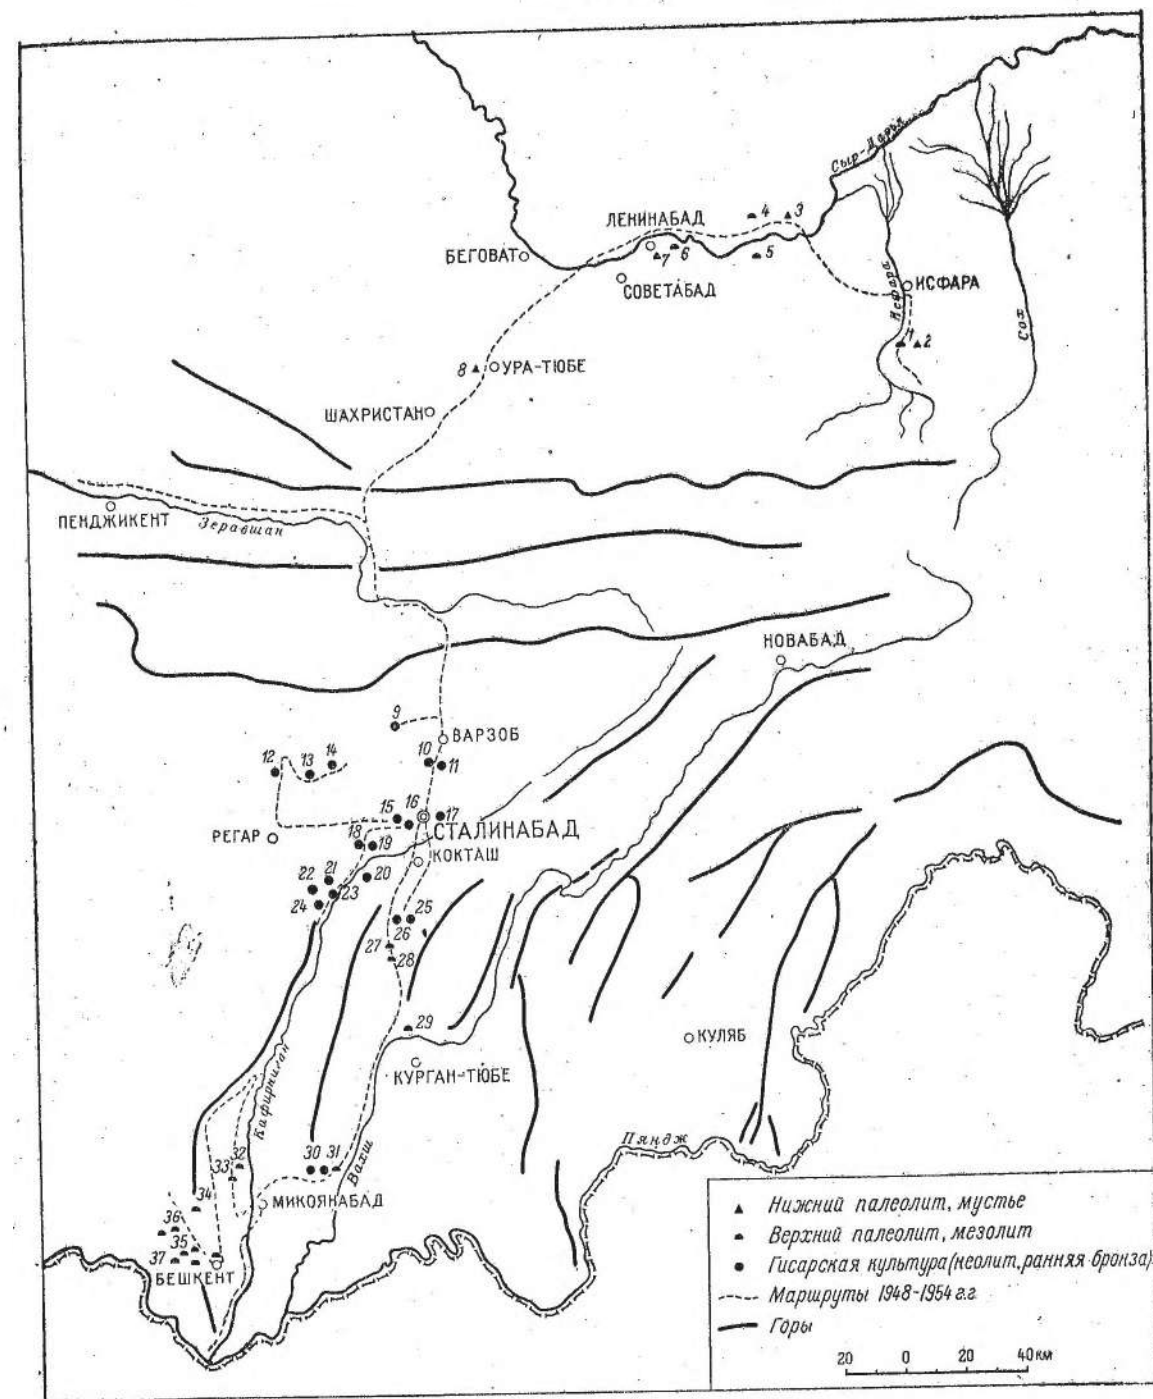 Сыр-Дарья
ЛЕНИНАБАД
4
3
БЕГОВАТ
7
6
5
СОВЕТАБАД
Исфара
ИСФАРА
Сох
1
2
8
УРА-ТЮБЕ
ШАХРИСТАН
ПЕНДЖИКЕНТ
Зеравшан
НОВАБАД
9
ВАРЗОБ
12
13
14
10
11
15
16
17
РЕГАР
18
19
СТАЛИНАБАД
КОКТАШ
22
21
20
23
24
26
25
27
28
29
КУЛЯБ
КУРГАН-ТЮБЕ
Кафирниган
Вахш
Пяндж
33
32
30
31
34
МИКОЯНАБАД
36
35
37
БЕШКЕНТ
Нижний палеолит, мустье
Верхний палеолит, мезолит
Гисарская культура (неолит, ранняя бронза)
Маршруты 1948-1954 г.г.
Горы
20 0 20 40 км